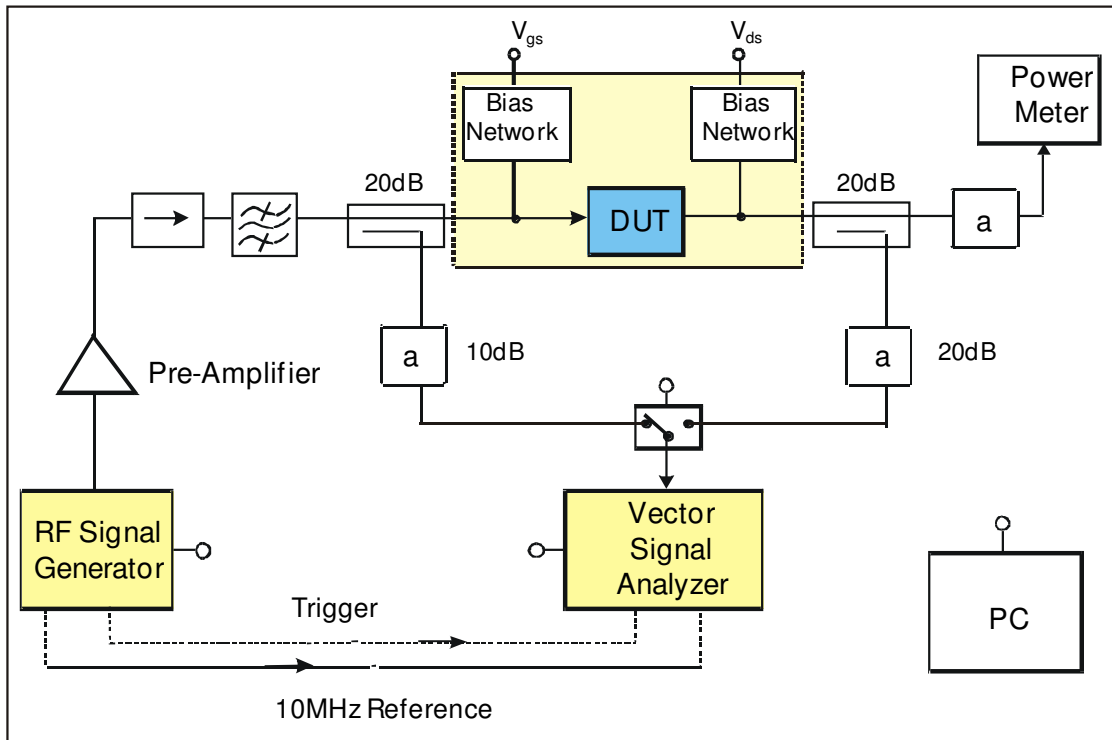 V_gs
V_ds
Bias
Network
Bias
Network
Power
Meter
20dB
20dB
DUT
a
a
10dB
a
20dB
Pre-Amplifier
RF Signal
Generator
Vector
Signal
Analyzer
PC
Trigger
10MHz Reference